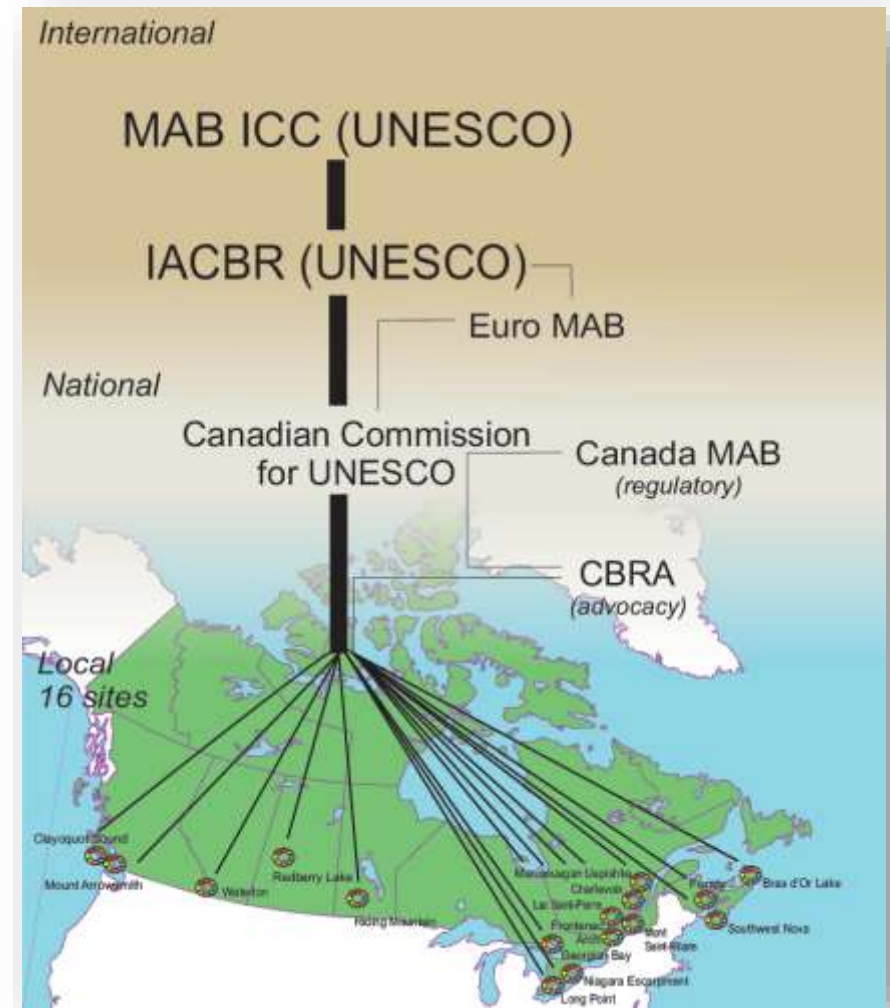 International
MAB ICC (UNESCO)
IACBR (UNESCO)
Euro MAB
National
Canadian Commission
for UNESCO
Canada MAB
(regulatory)
CBRA
(advocacy)
Local
16 sites
Clayoquot Sound
Mount Arrowsmith
Waterton
Redberry Lake
Riding Mountain
Charlevoix
Lac Saint-Pierre
Frontenac
Arch
Mont
Saint-Hilaire
Georgian Bay
Niagara Escarpment
Long Point
Bras d'Or Lake
Southwest Nova